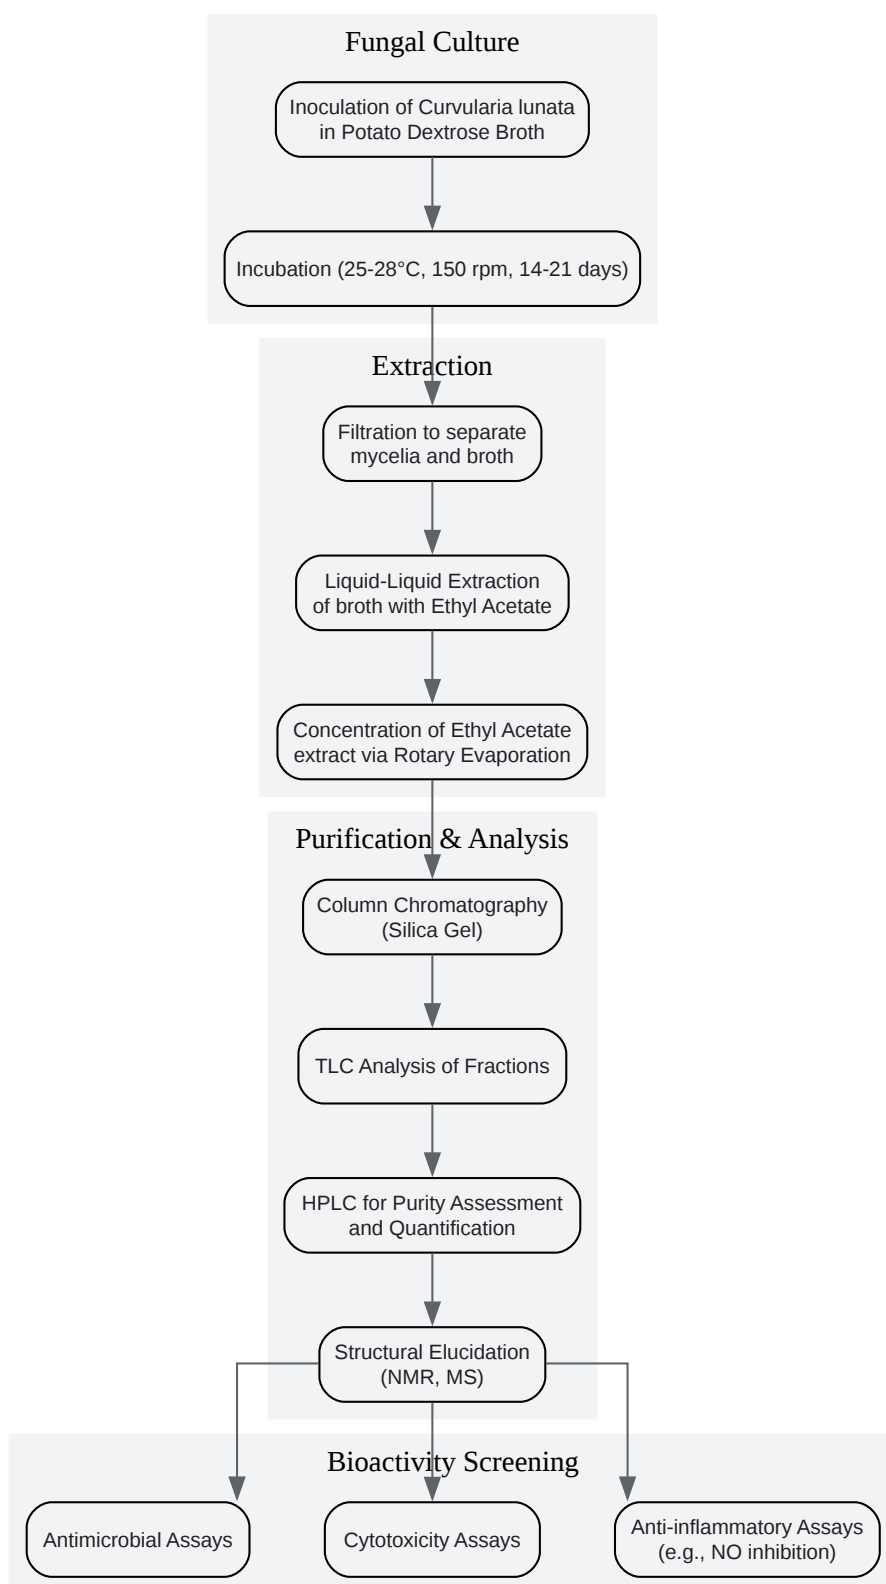 Fungal Culture
Inoculation of Curvularia lunata
in Potato Dextrose Broth
Incubation (25-28°C, 150 rpm, 14-21 days)
Extraction
Filtration to separate
mycelia and broth
Liquid-Liquid Extraction
of broth with Ethyl Acetate
Concentration of Ethyl Acetate
extract via Rotary Evaporation
Purification & Analysis
Column Chromatography
(Silica Gel)
TLC Analysis of Fractions
HPLC for Purity Assessment
and Quantification
Structural Elucidation
(NMR, MS)
Bioactivity Screening
Antimicrobial Assays
Cytotoxicity Assays
Anti-inflammatory Assays
(e.g., NO inhibition)